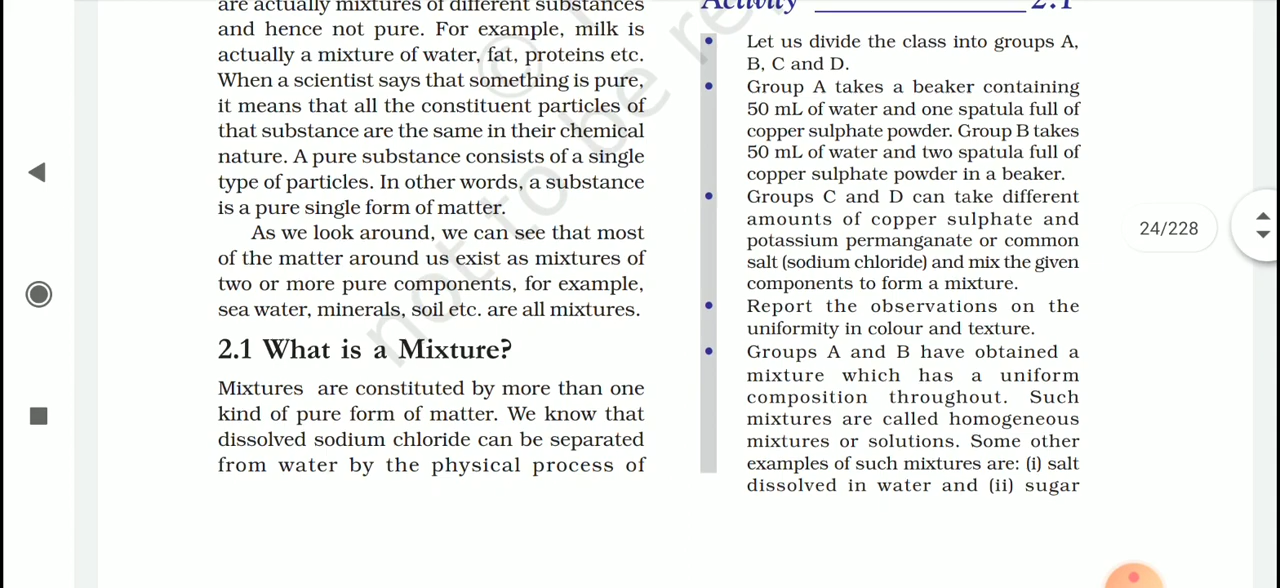 are actually mixtures of different substances
and hence not pure. For example, milk is
actually a mixture of water, fat, proteins etc.
When a scientist says that something is pure,
it means that all the constituent particles of
that substance are the same in their chemical
nature. A pure substance consists of a single
type of particles. In other words, a substance
is a pure single form of matter.
As we look around, we can see that most
of the matter around us exist as mixtures of
two or more pure components, for example,
sea water, minerals, soil etc. are all mixtures.
2.1 What is a Mixture?
Mixtures are constituted by more than one
kind of pure form of matter. We know that
dissolved sodium chloride can be separated
from water by the physical process of
Activity ____________ 2.1
• Let us divide the class into groups A,
B, C and D.
• Group A takes a beaker containing
50 mL of water and one spatula full of
copper sulphate powder. Group B takes
50 mL of water and two spatula full of
copper sulphate powder in a beaker.
• Groups C and D can take different
amounts of copper sulphate and
potassium permanganate or common
salt (sodium chloride) and mix the given
components to form a mixture.
• Report the observations on the
uniformity in colour and texture.
• Groups A and B have obtained a
mixture which has a uniform
composition throughout. Such
mixtures are called homogeneous
mixtures or solutions. Some other
examples of such mixtures are: (i) salt
dissolved in water and (ii) sugar
24/228
©
not to be re